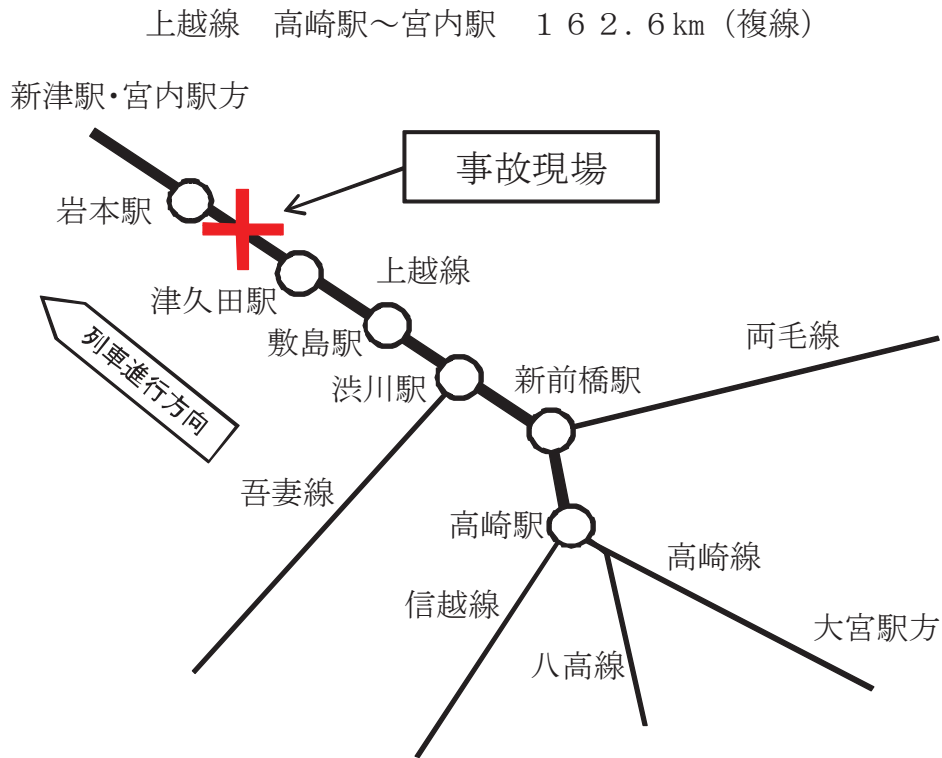 上越線　高崎駅～宮内駅　１６２.６km（複線）
新津駅・宮内駅方
事故現場
岩本駅
上越線
津久田駅
敷島駅
両毛線
列車進行方向
渋川駅
新前橋駅
吾妻線
高崎駅
高崎線
信越線
大宮駅方
八高線